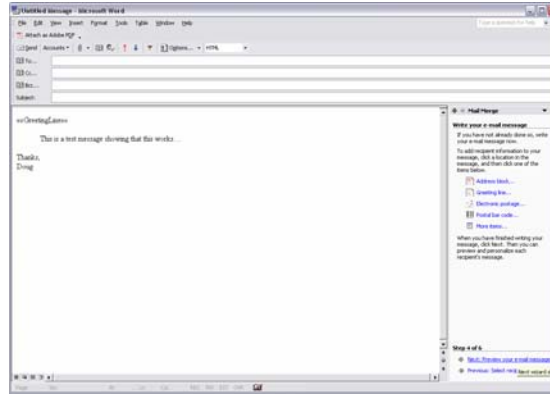 Untitled Message - Microsoft Word
File Edit View Insert Format Tools Table Window Help
Type a question for help
Attach as Adobe PDF
Send Accounts Options... HTML
To...
Cc...
Bcc...
Subject:
Mail Merge
«GreetingLine»
This is a test message showing that this works
Thanks,
Doug
Write your e-mail message
If you have not already done so, write
your e-mail message now.
To add recipient information to your
message, click a location in the
message, and then click one of the
items below.
Address block...
Greeting line...
Electronic postage...
Postal bar code...
More items...
When you have finished writing your
message, click Next. Then you can
preview and personalize each
recipient's message.
Step 4 of 6
Next: Preview your e-mail message
Previous: Select Next wizard